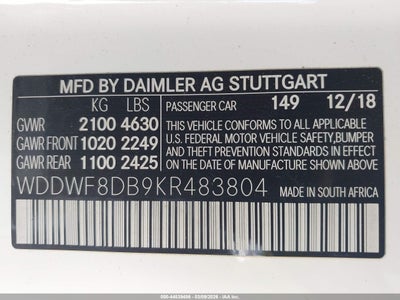 MFD BY DAIMLER AG STUTTGART
KG LBS
PASSENGER CAR 149 12/18
GVWR 2100 4630
GAWR FRONT 1020 2249
GAWR REAR 1100 2425
THIS VEHICLE CONFORMS TO ALL APPLICABLE
U.S. FEDERAL MOTOR VEHICLE SAFETY,BUMPER
AND THEFT PREVENTION STANDARDS IN EFFECT ON
THE DATE OF MANUFACTURE SHOWN ABOVE.
WDDWF8DB9KR483804 MADE IN SOUTH AFRICA